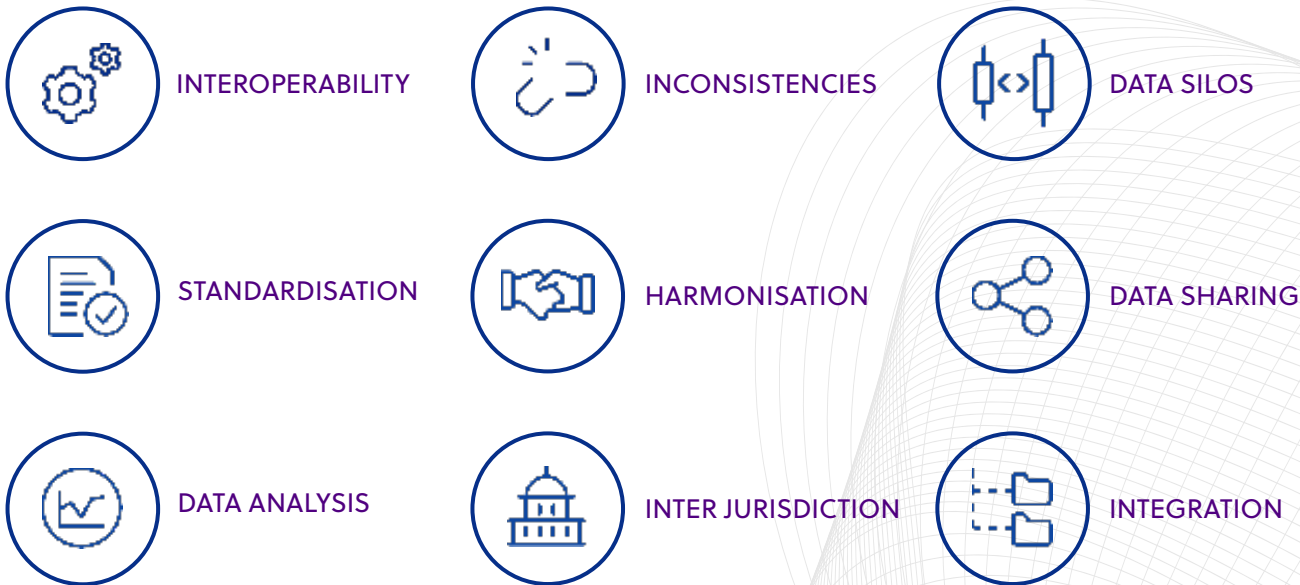 INTEROPERABILITY
INCONSISTENCIES
DATA SILOS
STANDARDISATION
HARMONISATION
DATA SHARING
DATA ANALYSIS
INTER JURISDICTION
INTEGRATION